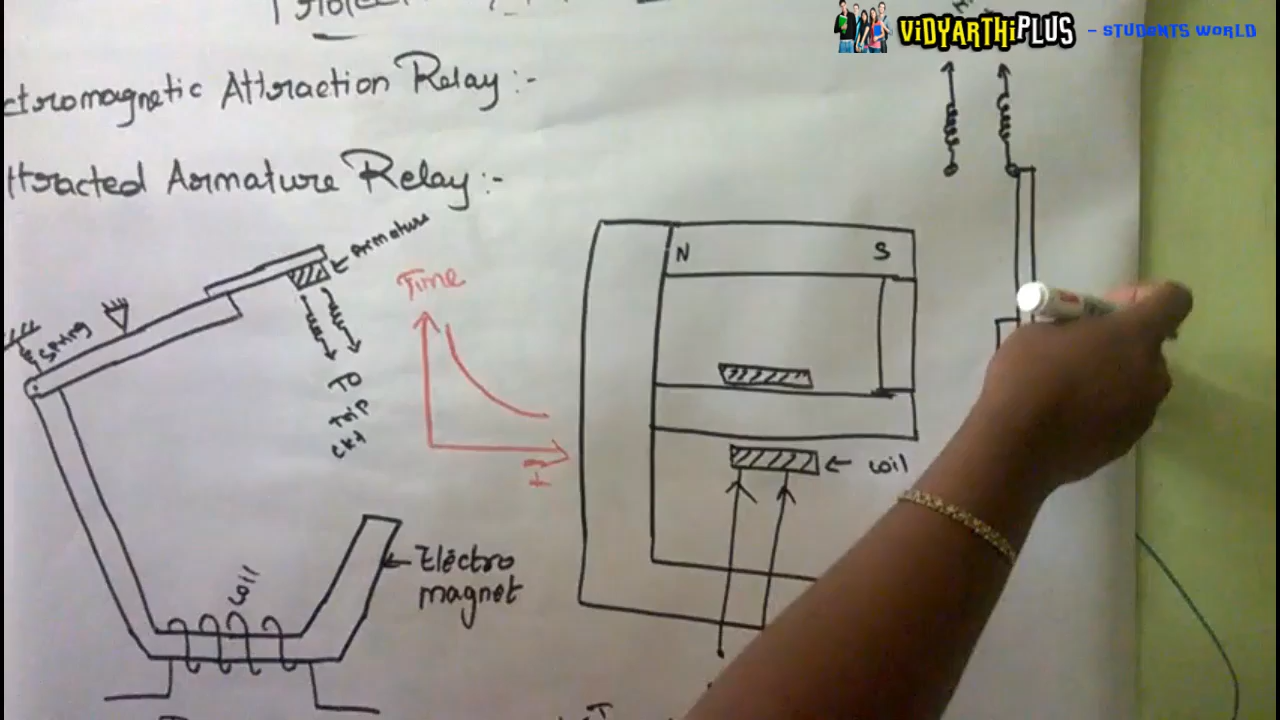 ViDYARTHiPLUS - STUDENTS WORLD
ctromagnetic Attraction Relay:-
ttracted Armature Relay:-
Armature
Spring
Time
I
TO
Trip
ckt
N
S
coil
coil
Electro
magnet